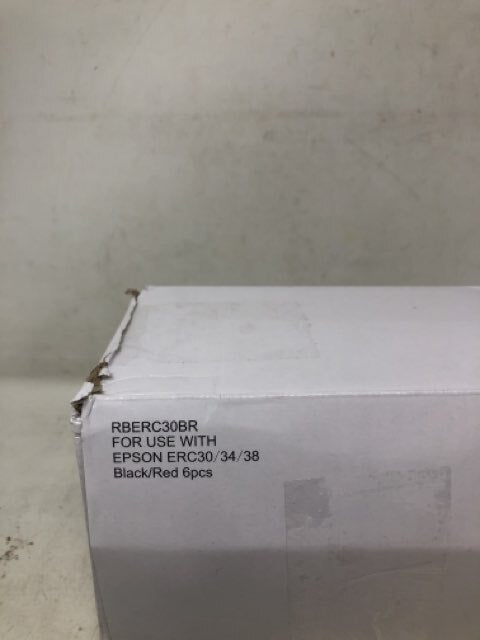 RBERC30BR
FOR USE WITH
EPSON ERC30/34/38
Black/Red 6pcs